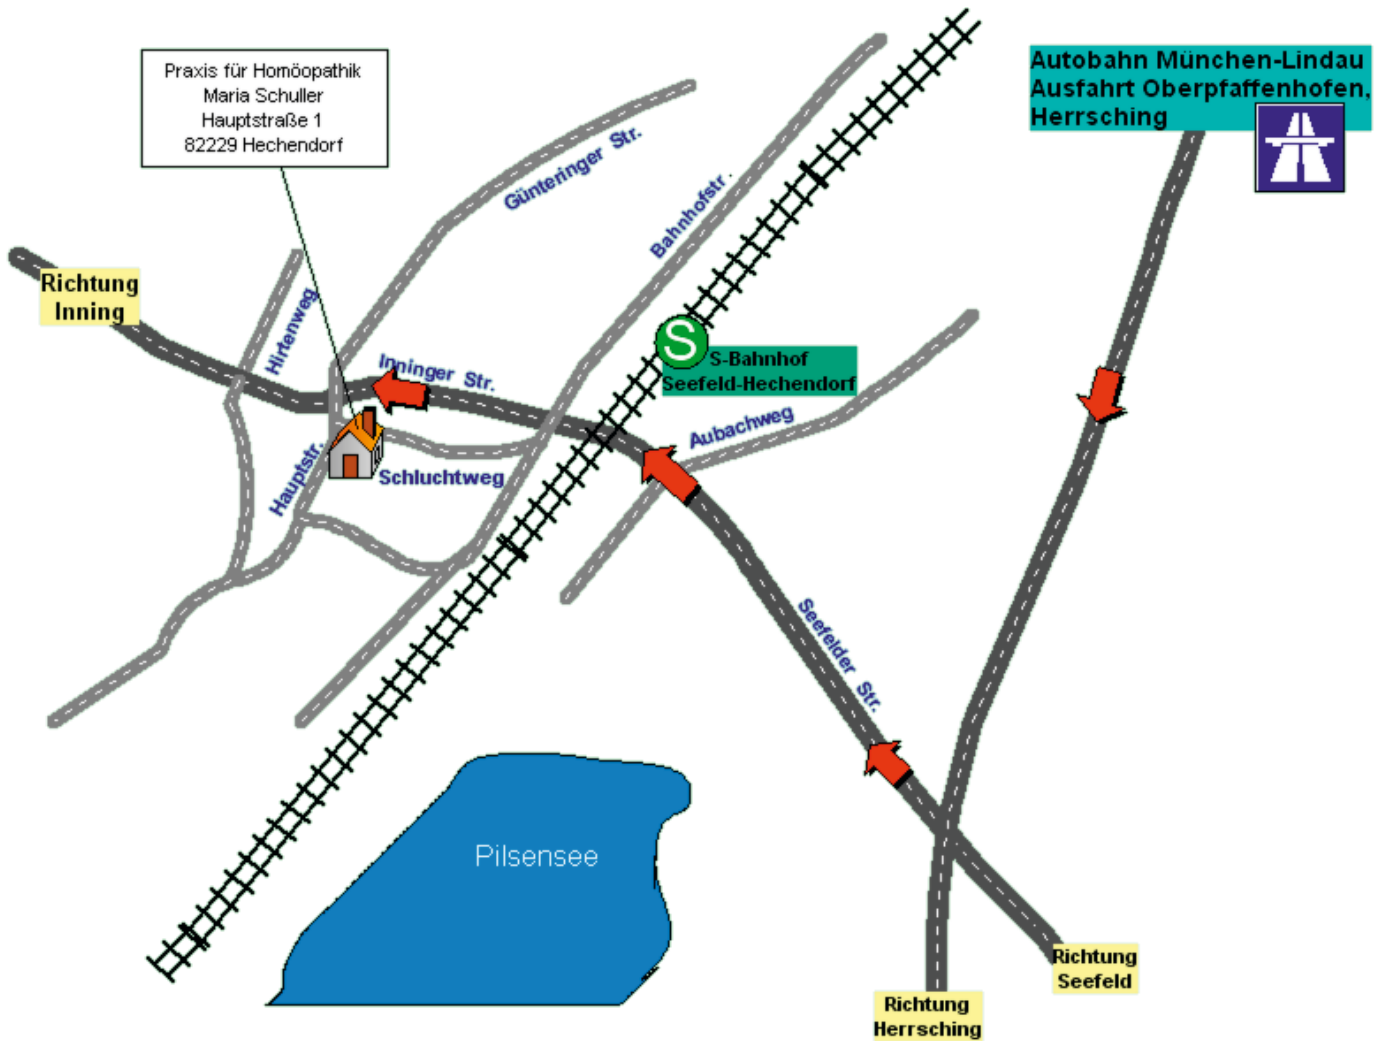 Praxis für Homöopathik
Maria Schuller
Hauptstraße 1
82229 Hechendorf
Autobahn München-Lindau
Ausfahrt Oberpfaffenhofen,
Herrsching
Günteringer Str.
Bahnhofstr.
Richtung
Inning
Hirtenweg
Inninger Str.
S
S-Bahnhof
Seefeld-Hechendorf
Aubachweg
Hauptstr.
Schluchtweg
Seefelder Str.
Pilsensee
Richtung
Seefeld
Richtung
Herrsching